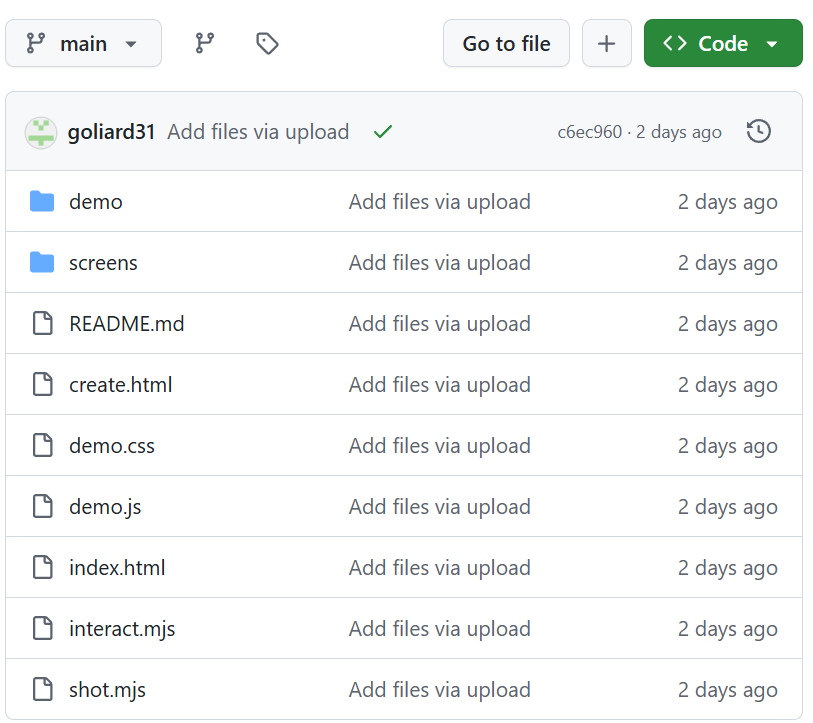 main Go to file Code
goliard31 Add files via upload c6ec960 · 2 days ago
demo Add files via upload 2 days ago
screens Add files via upload 2 days ago
README.md Add files via upload 2 days ago
create.html Add files via upload 2 days ago
demo.css Add files via upload 2 days ago
demo.js Add files via upload 2 days ago
index.html Add files via upload 2 days ago
interact.mjs Add files via upload 2 days ago
shot.mjs Add files via upload 2 days ago